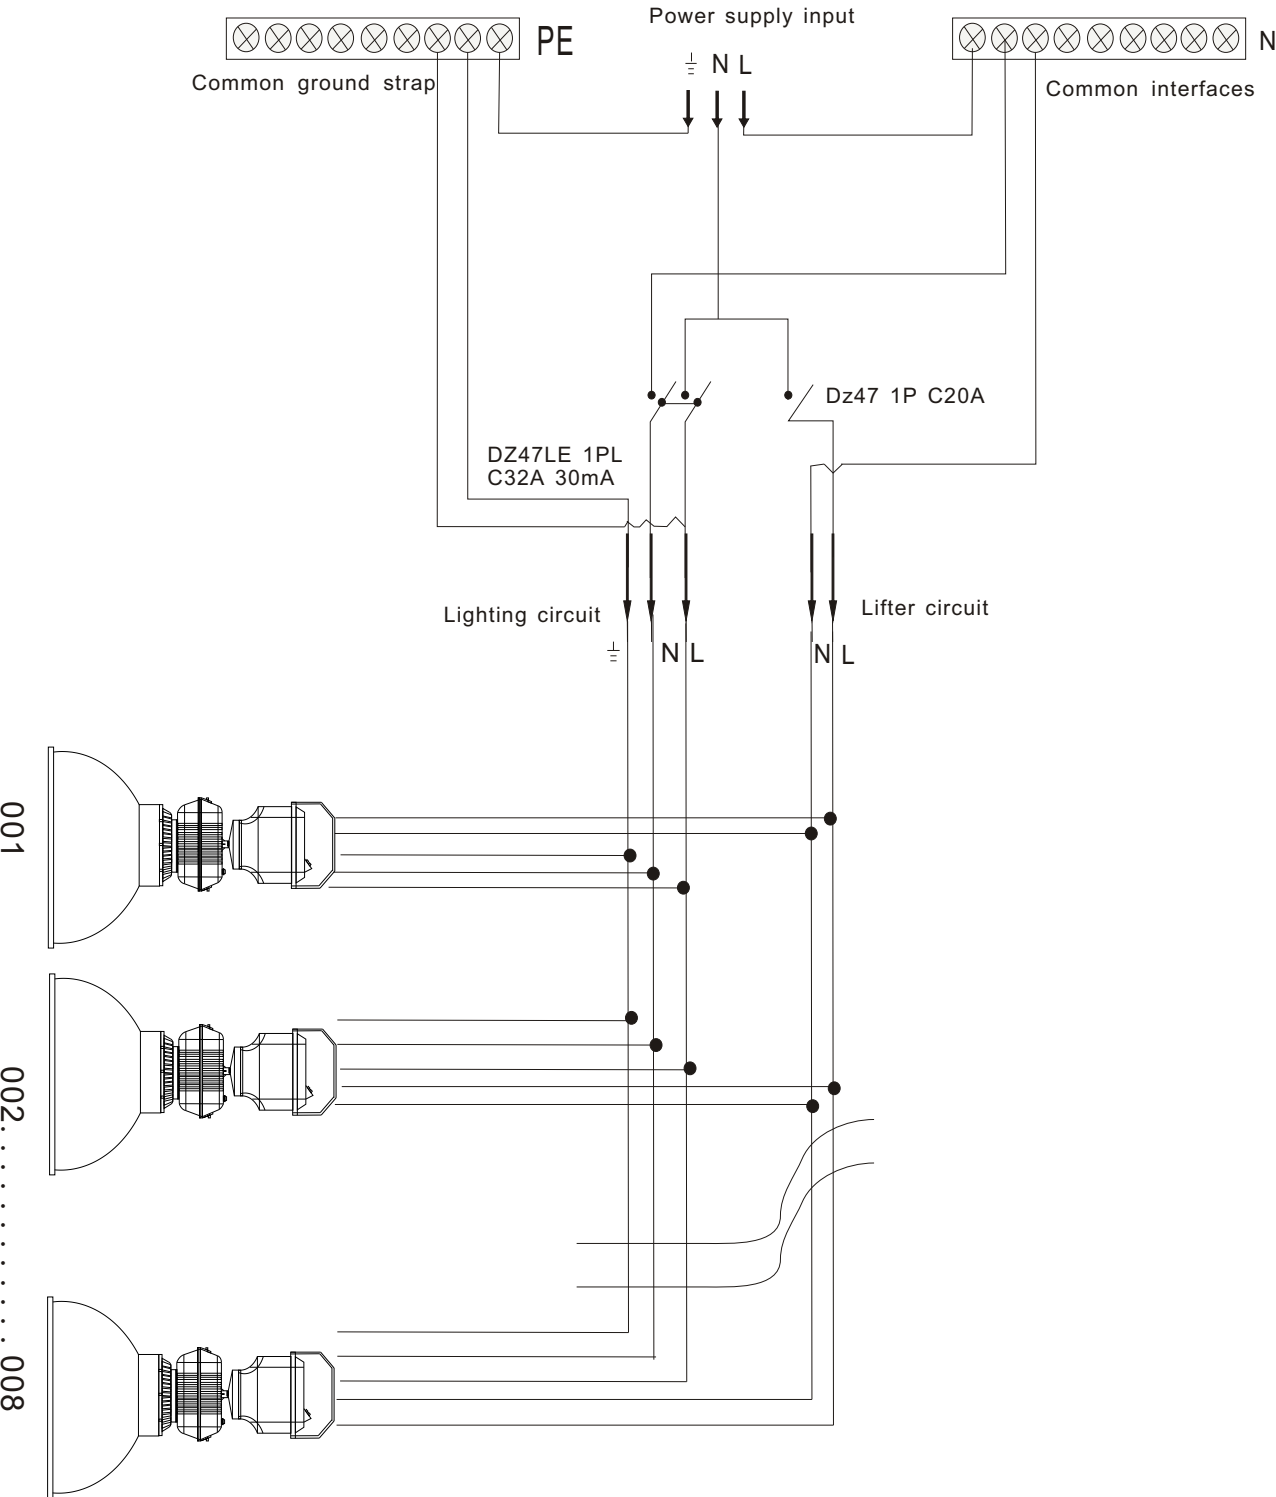 Power supply input
PE
N
Common ground strap
N L
Common interfaces
Dz47 1P C20A
DZ47LE 1PL
C32A 30mA
Lighting circuit
Lifter circuit
N L
N L
001
002..............008